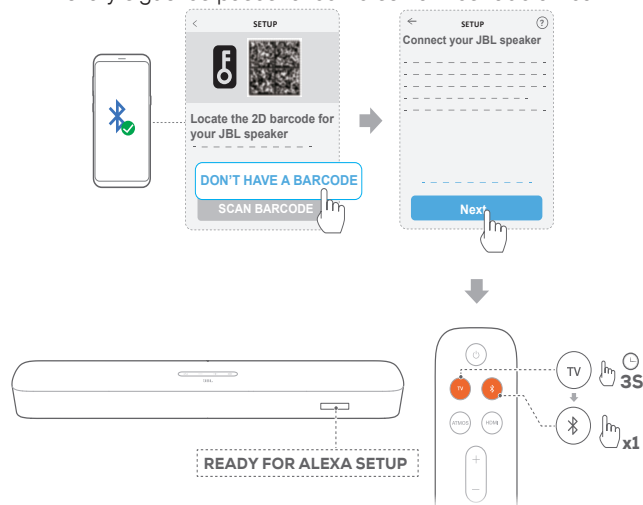 SETUP
Locate the 2D barcode for
your JBL speaker
DON'T HAVE A BARCODE
SCAN BARCODE
SETUP
?
Connect your JBL speaker
Next
JBL
READY FOR ALEXA SETUP
TV
ATMOS
HDMI
+
−
TV
3S
x1